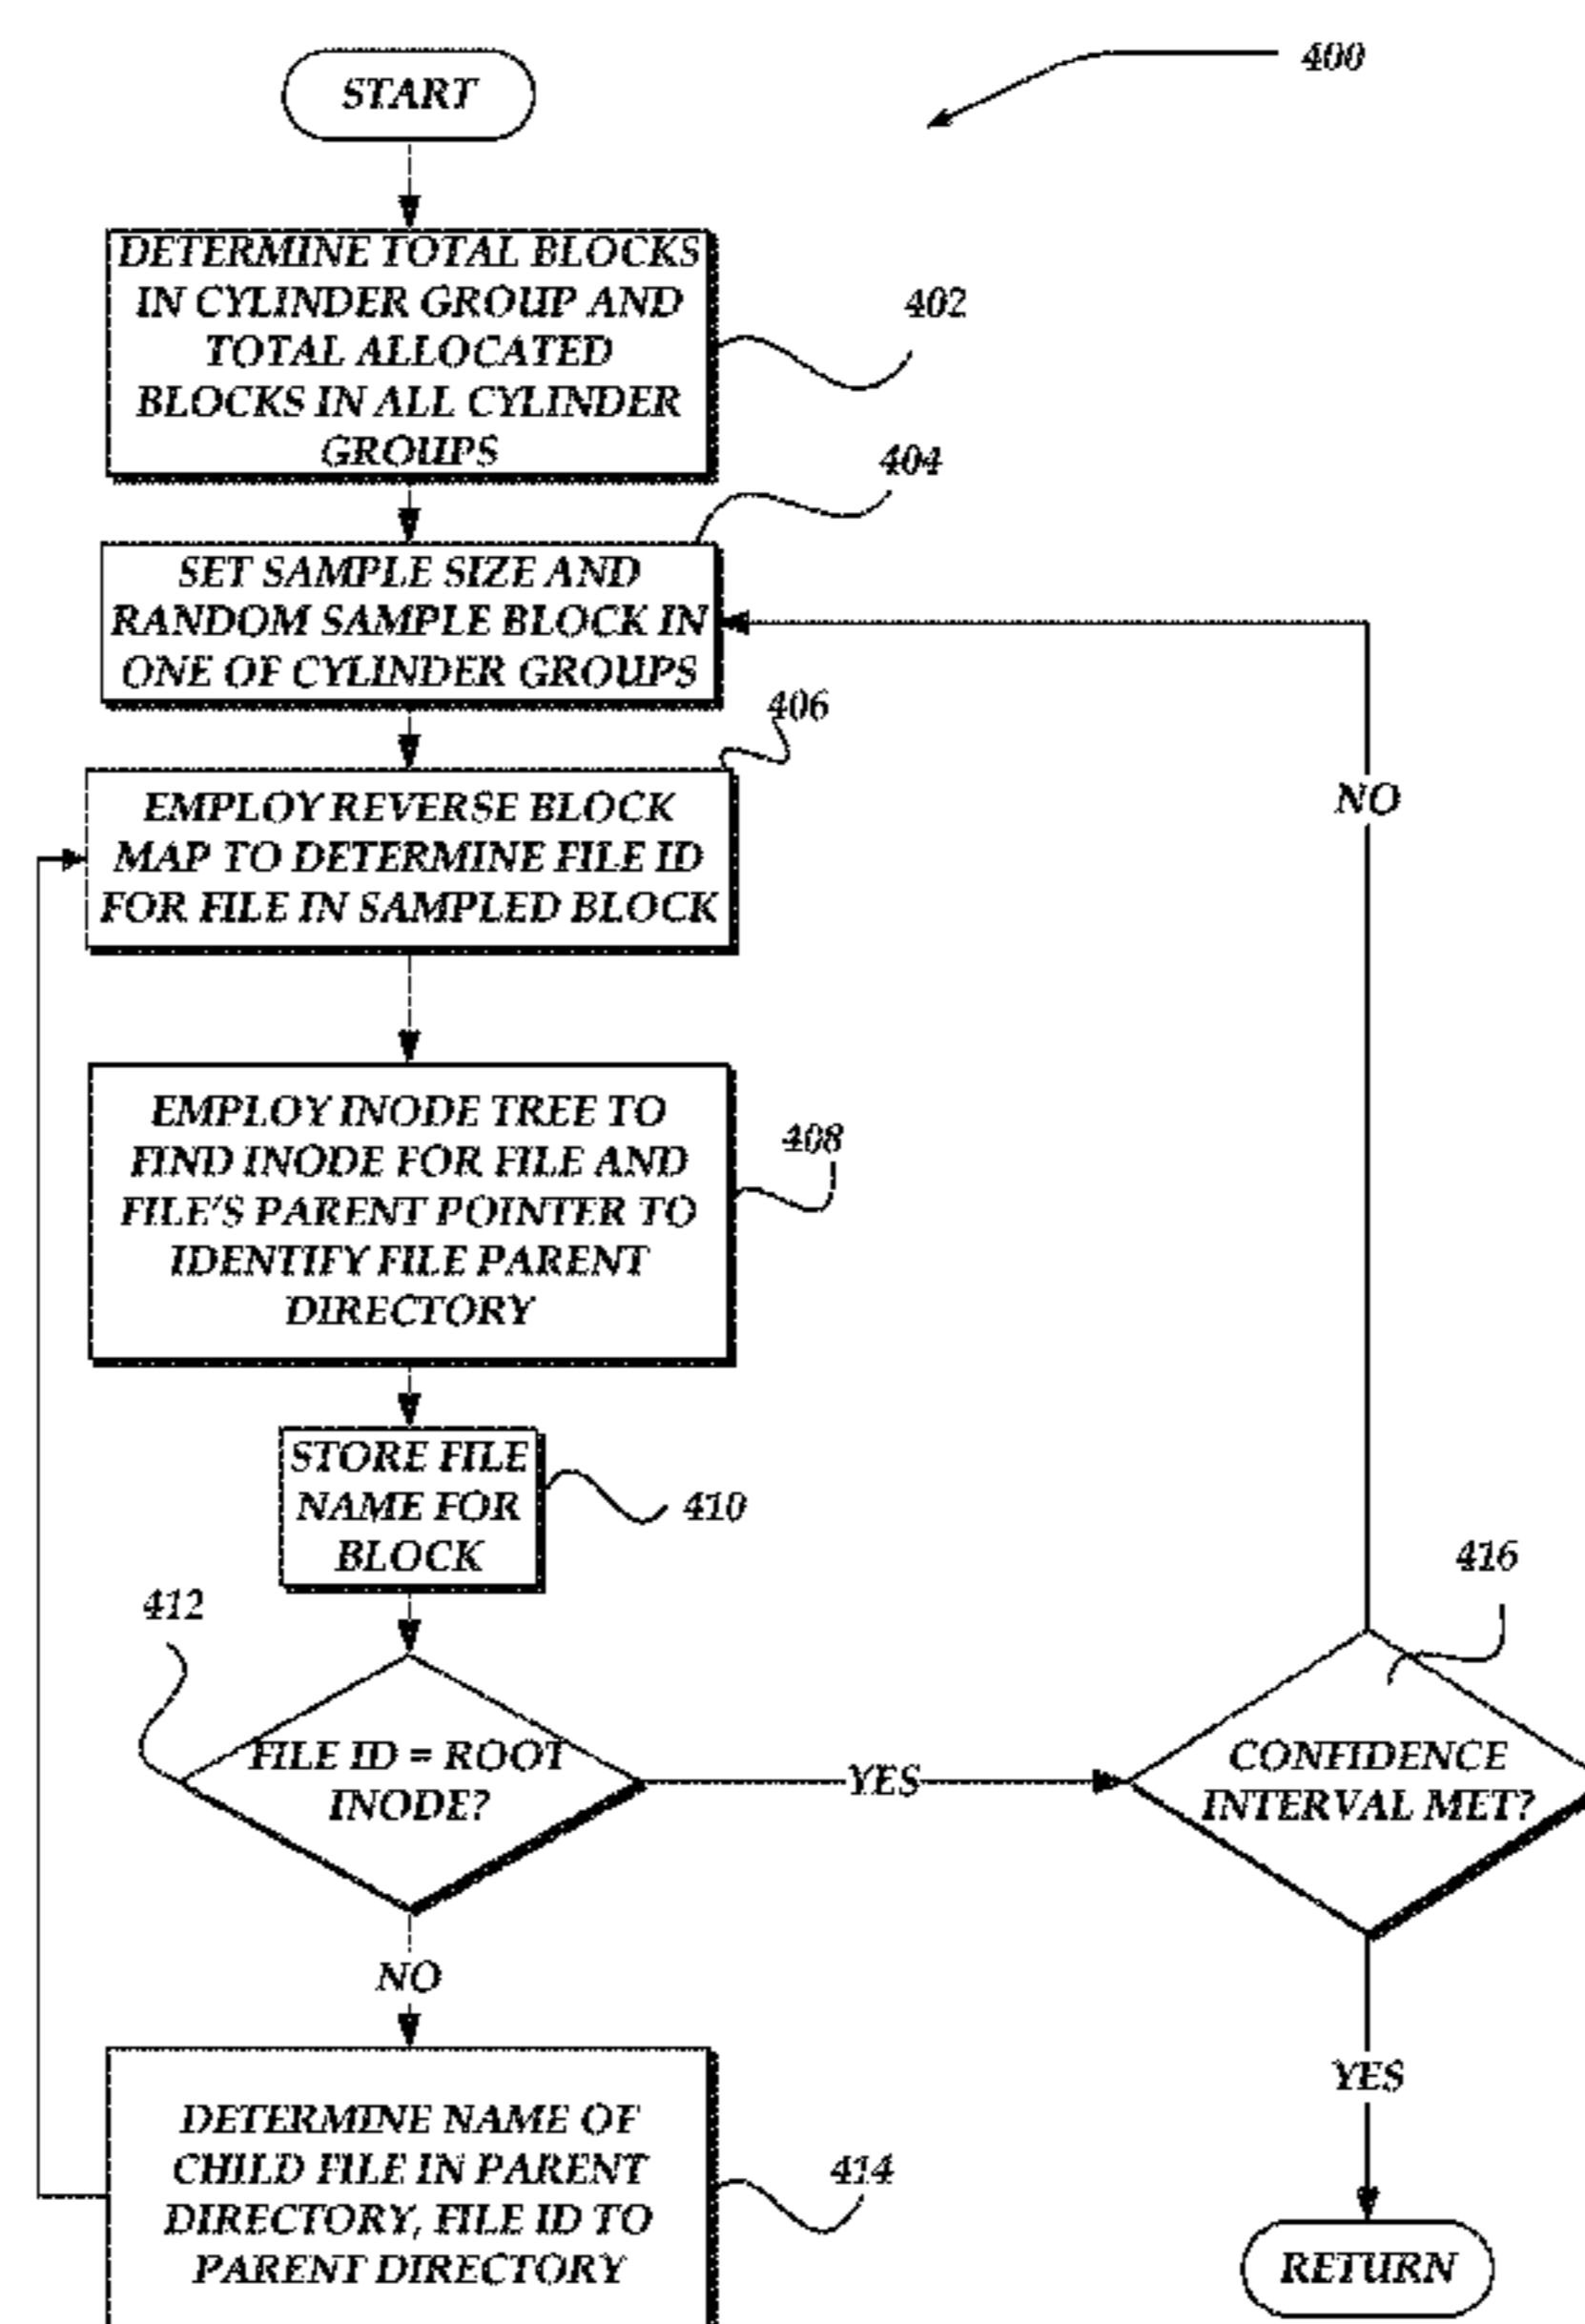 400
START
DETERMINE TOTAL BLOCKS
IN CYLINDER GROUP AND
TOTAL ALLOCATED
BLOCKS IN ALL CYLINDER
GROUPS
402
404
SET SAMPLE SIZE AND
RANDOM SAMPLE BLOCK IN
ONE OF CYLINDER GROUPS
406
EMPLOY REVERSE BLOCK
MAP TO DETERMINE FILE ID
FOR FILE IN SAMPLED BLOCK
NO
EMPLOY INODE TREE TO
FIND INODE FOR FILE AND
FILE'S PARENT POINTER TO
IDENTIFY FILE PARENT
DIRECTORY
408
STORE FILE
NAME FOR
BLOCK
410
412
FILE ID = ROOT
INODE?
YES
416
CONFIDENCE
INTERVAL MET?
NO
YES
DETERMINE NAME OF
CHILD FILE IN PARENT
DIRECTORY, FILE ID TO
PARENT DIRECTORY
414
RETURN